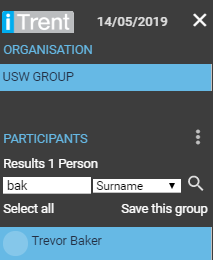 iTrent 14/05/2019
ORGANISATION
USW GROUP
PARTICIPANTS
Results 1 Person
bak Surname
Select all Save this group
Trevor Baker